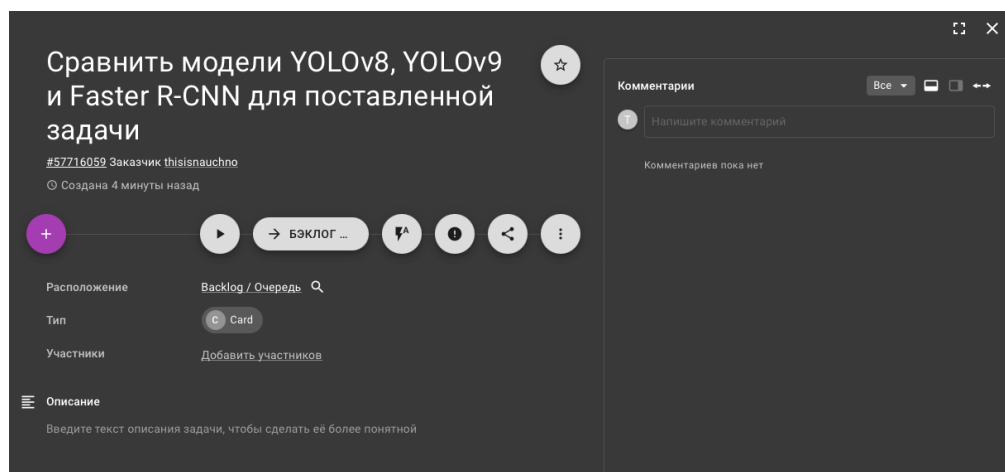 Сравнить модели YOLOv8, YOLOv9
и Faster R-CNN для поставленной
задачи
#57716059 Заказчик thisisnauchno
Создана 4 минуты назад
→ БЭКЛОГ ...
Расположение Backlog / Очередь
Тип C Card
Участники Добавить участников
Описание
Введите текст описания задачи, чтобы сделать её более понятной
Комментарии Все
T Напишите комментарий
Комментариев пока нет